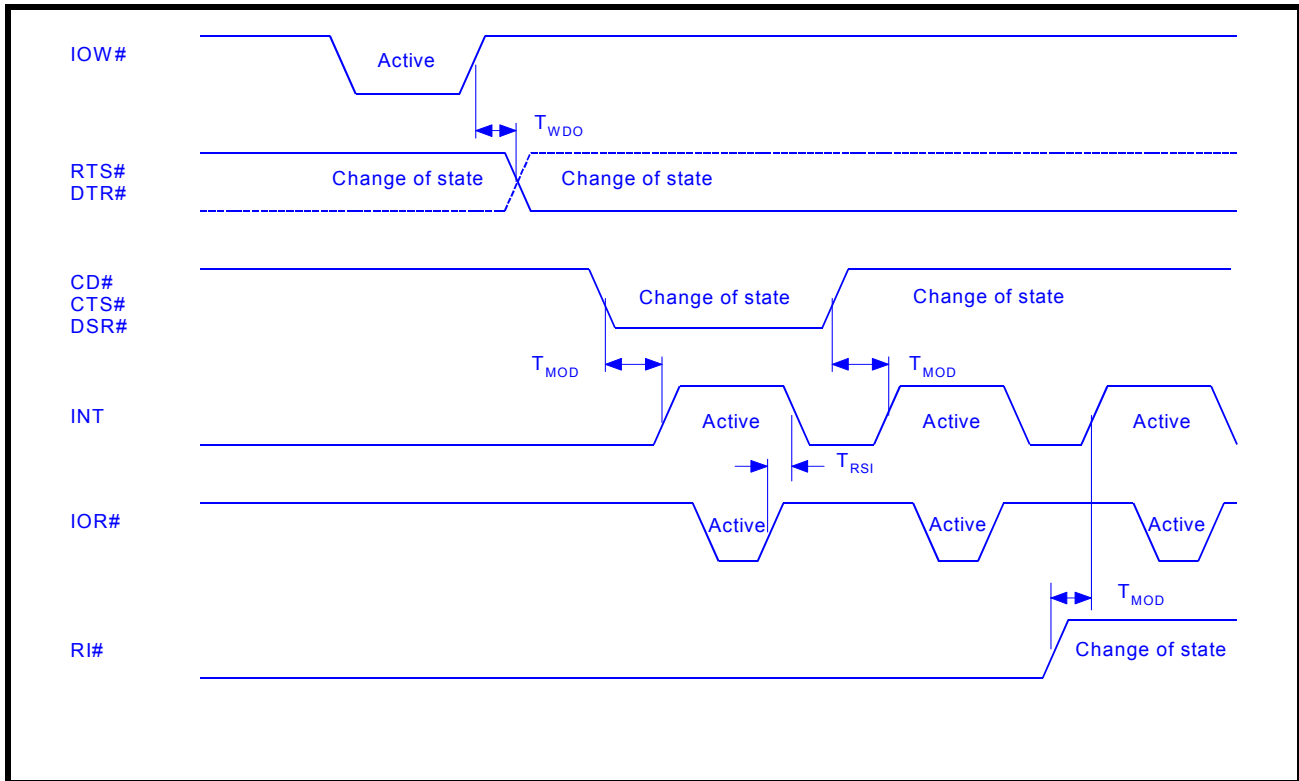 IOW#
Active
TWDO
RTS#
DTR#
Change of state
Change of state
CD#
CTS#
DSR#
Change of state
Change of state
TMOD
TMOD
INT
Active
Active
Active
TRSI
IOR#
Active
Active
Active
TMOD
RI#
Change of state